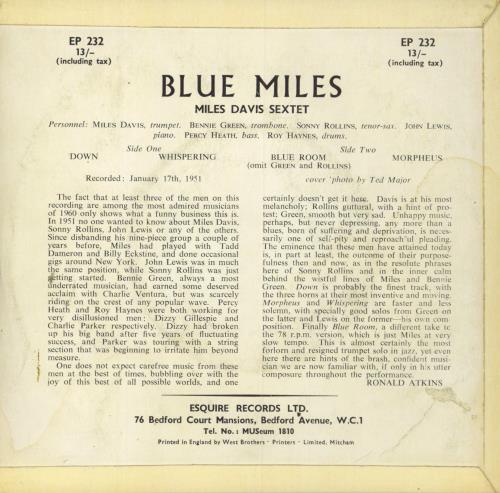 EP 232 EP 232
13/– 13/–
(including tax) (including tax)
BLUE MILES
MILES DAVIS SEXTET
Personnel: MILES DAVIS, trumpet. BENNIE GREEN, trombone. SONNY ROLLINS, tenor-sax. JOHN LEWIS,
piano. PERCY HEATH, bass. ROY HAYNES, drums.
Side One Side Two
DOWN WHISPERING BLUE ROOM MORPHEUS
(omit GREEN and ROLLINS)
Recorded: January 17th, 1951 cover 'photo by Ted Major
The fact that at least three of the men on this
recording are among the most admired musicians
of 1960 only shows what a funny business this is.
In 1951 no one wanted to know about Miles Davis,
Sonny Rollins, John Lewis or any of the others.
Since disbanding his nine-piece group a couple of
years before, Miles had played with Tadd
Dameron and Billy Eckstine, and done occasional
gigs around New York. John Lewis was in much
the same position, while Sonny Rollins was just
getting started. Bennie Green, always a most
underrated musician, had earned some deserved
acclaim with Charlie Ventura, but was scarcely
riding on the crest of any popular wave. Percy
Heath and Roy Haynes were both working for
very disillusioned men: Dizzy Gillespie and
Charlie Parker respectively. Dizzy had broken
up his big band after five years of fluctuating
success, and Parker was touring with a string
section that was beginning to irritate him beyond
measure.
One does not expect carefree music from these
men at the best of times, bubbling over with the
joy of this best of all possible worlds, and one
certainly doesn't get it here. Davis is at his most
melancholy; Rollins guttural, with a hint of pro-
test; Green, smooth but very sad. Unhappy music,
perhaps, but never depressing, any more than a
blues, born of suffering and deprivation, is neces-
sarily one of self-pity and reproachful pleading.
The eminence that these men have attained today
is, in part at least, the outcome of their purpose-
fulness then and now, as in the resolute phrases
here of Sonny Rollins and in the inner calm
behind the wistful lines of Miles and Bennie
Green. Down is probably the finest track, with
the three horns at their most inventive and moving.
Morpheus and Whispering are faster and less
solemn, with specially good solos from Green on
the latter and Lewis on the former—his own com-
position. Finally Blue Room, a different take to
the 78 r.p.m. version, which is just Miles at very
slow tempo. This is almost certainly the most
forlorn and resigned trumpet solo in jazz, yet even
here there are hints of the brash, confident musi-
cian we are now familiar with, if only in his utter
composure throughout the performance.
RONALD ATKINS
ESQUIRE RECORDS LTD.
76 Bedford Court Mansions, Bedford Avenue, W.C.1
Tel. No.: MUSeum 1810
Printed in England by West Brothers - Printers - Limited, Mitcham